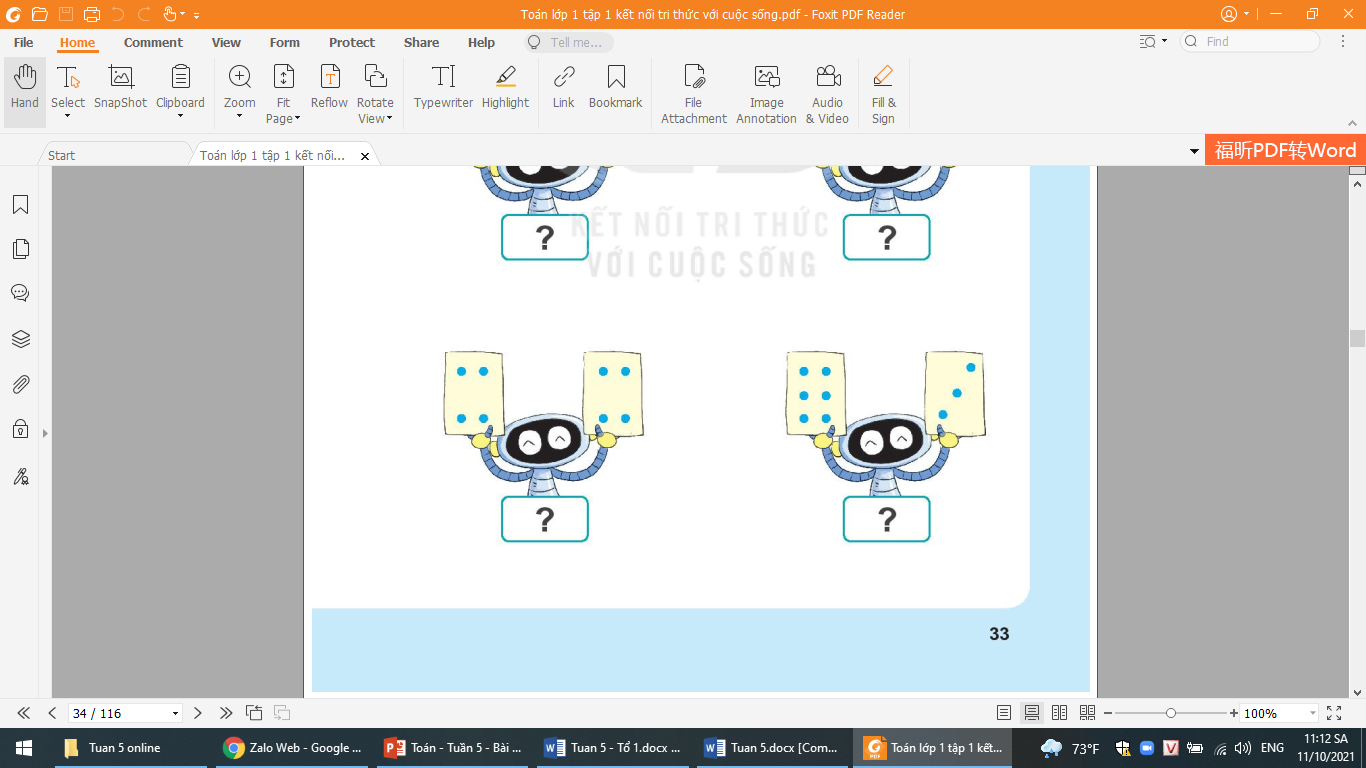 Toán lớp 1 tập 1 kết nối tri thức với cuộc sống.pdf - Foxit PDF Reader
File Home Comment View Form Protect Share Help Tell me... Find
Hand Select SnapShot Clipboard Zoom Fit Page Reflow Rotate View Typewriter Highlight Link Bookmark File Attachment Image Annotation Audio & Video Fill & Sign
Start Toán lớp 1 tập 1 kết nối... 福昕PDF转Word
KẾT NỐI TRI THỨC
? ?
VỚI CUỘC SỐNG
? ?
33
34 / 116 100%
Tuan 5 online Zalo Web - Google ... Toán - Tuần 5 - Bài ... Tuan 5 - Tổ 1.docx ... Tuan 5.docx [Com... Toán lớp 1 tập 1 kết... 73°F ENG 11:12 SA
11/10/2021